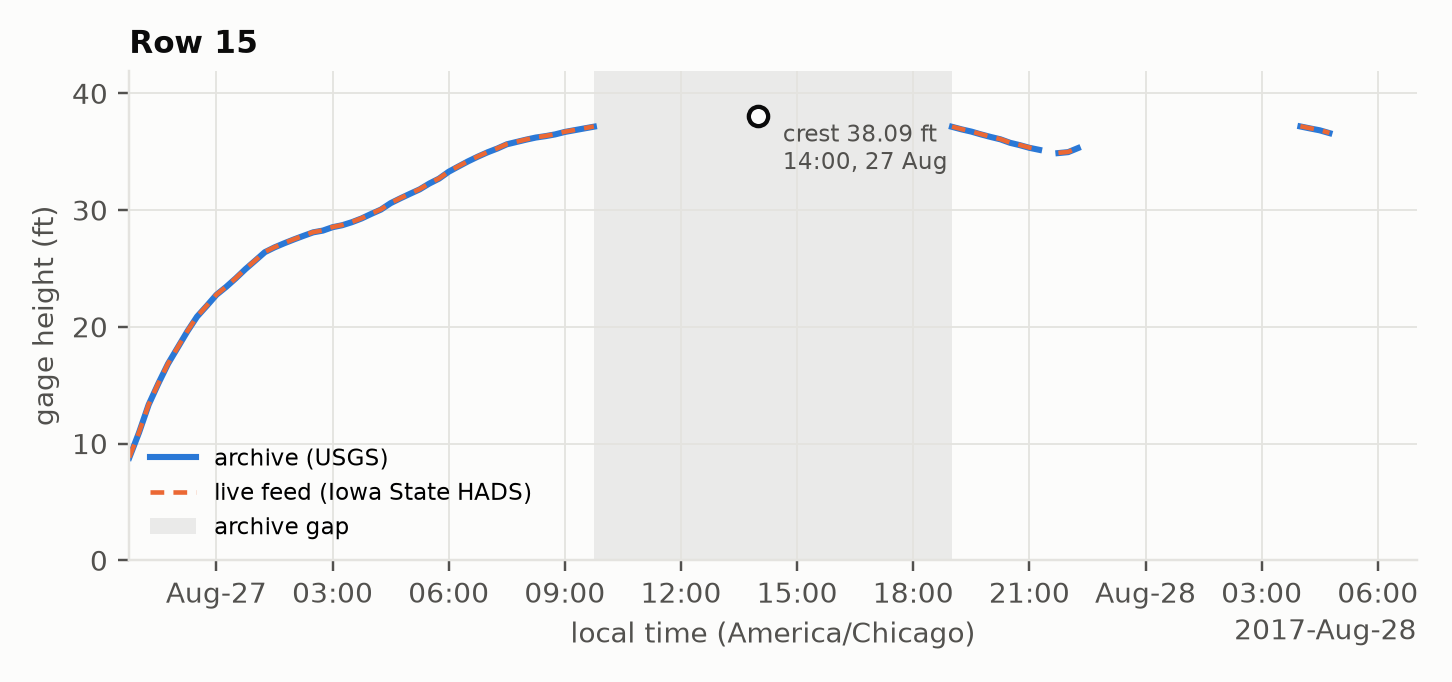 Row 15
gage height (ft)
40
30
20
10
0
crest 38.09 ft
14:00, 27 Aug
archive (USGS)
live feed (Iowa State HADS)
archive gap
Aug-27 03:00 06:00 09:00 12:00 15:00 18:00 21:00 Aug-28 03:00 06:00
local time (America/Chicago)
2017-Aug-28